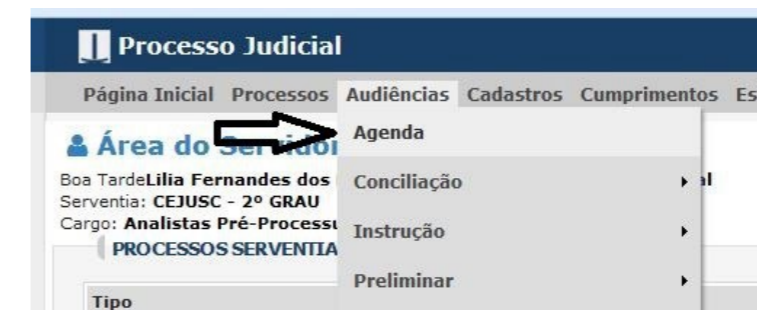 Processo Judicial
Página Inicial Processos Audiências Cadastros Cumprimentos Es
Agenda
Área do Servidor
Boa TardeLilia Fernandes dos
Conciliação
al
Serventia: CEJUSC - 2º GRAU
Cargo: Analistas Pré-Processu
Instrução
PROCESSOS SERVENTIA
Preliminar
Tipo